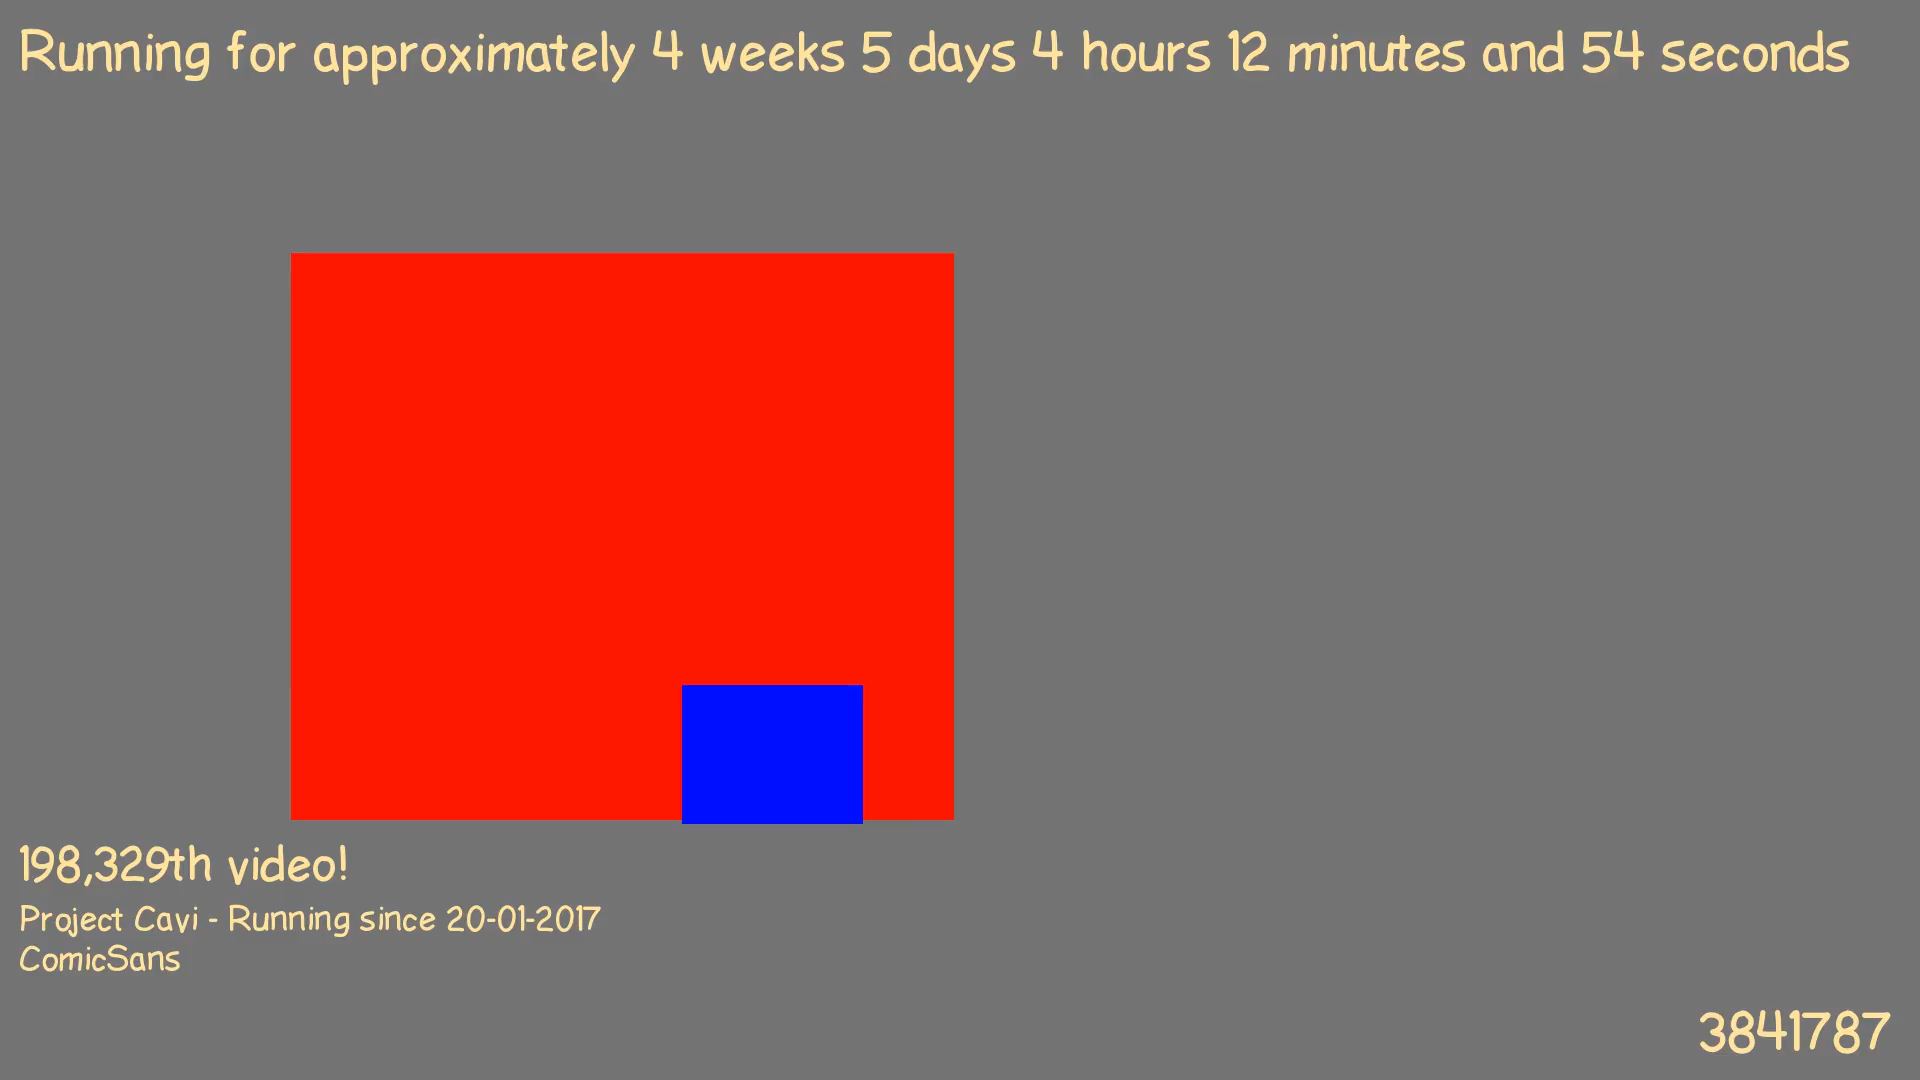 Running for approximately 4 weeks 5 days 4 hours 12 minutes and 54 seconds
198,329th video!
Project Cavi - Running since 20-01-2017
ComicSans
3841787